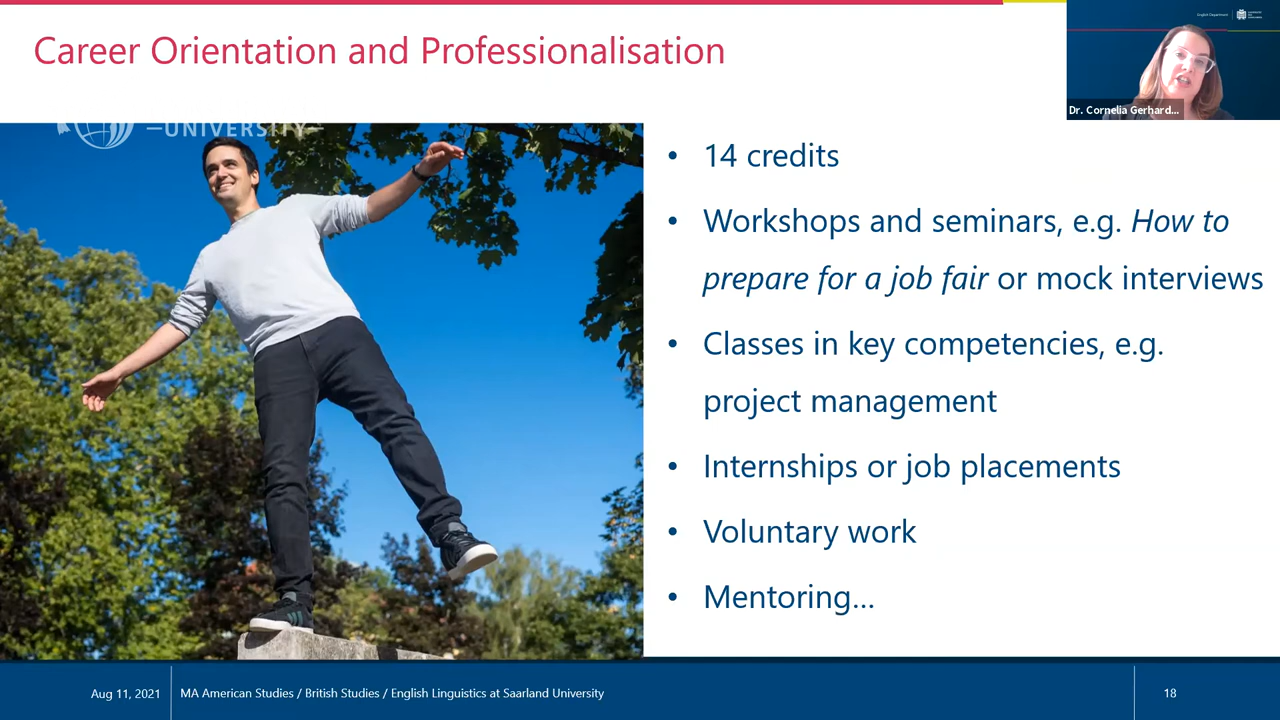 Career Orientation and Professionalisation
English Department
Dr. Cornelia Gerhard...
—UNIVERSITY—
• 14 credits
• Workshops and seminars, e.g. How to
prepare for a job fair or mock interviews
• Classes in key competencies, e.g.
project management
• Internships or job placements
• Voluntary work
• Mentoring...
Aug 11, 2021
MA American Studies / British Studies / English Linguistics at Saarland University
18